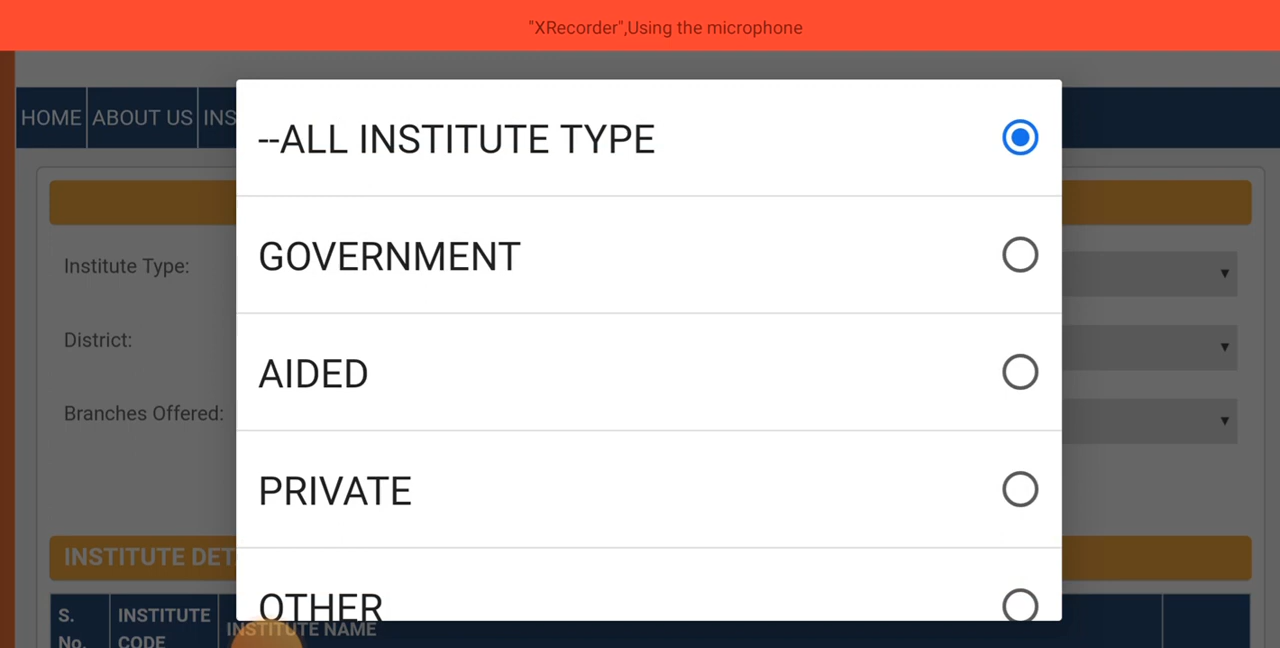 "XRecorder",Using the microphone
HOME ABOUT US INS
--ALL INSTITUTE TYPE
GOVERNMENT
Institute Type:
District:
AIDED
Branches Offered:
PRIVATE
INSTITUTE DET
OTHER
S. No. INSTITUTE CODE INSTITUTE NAME